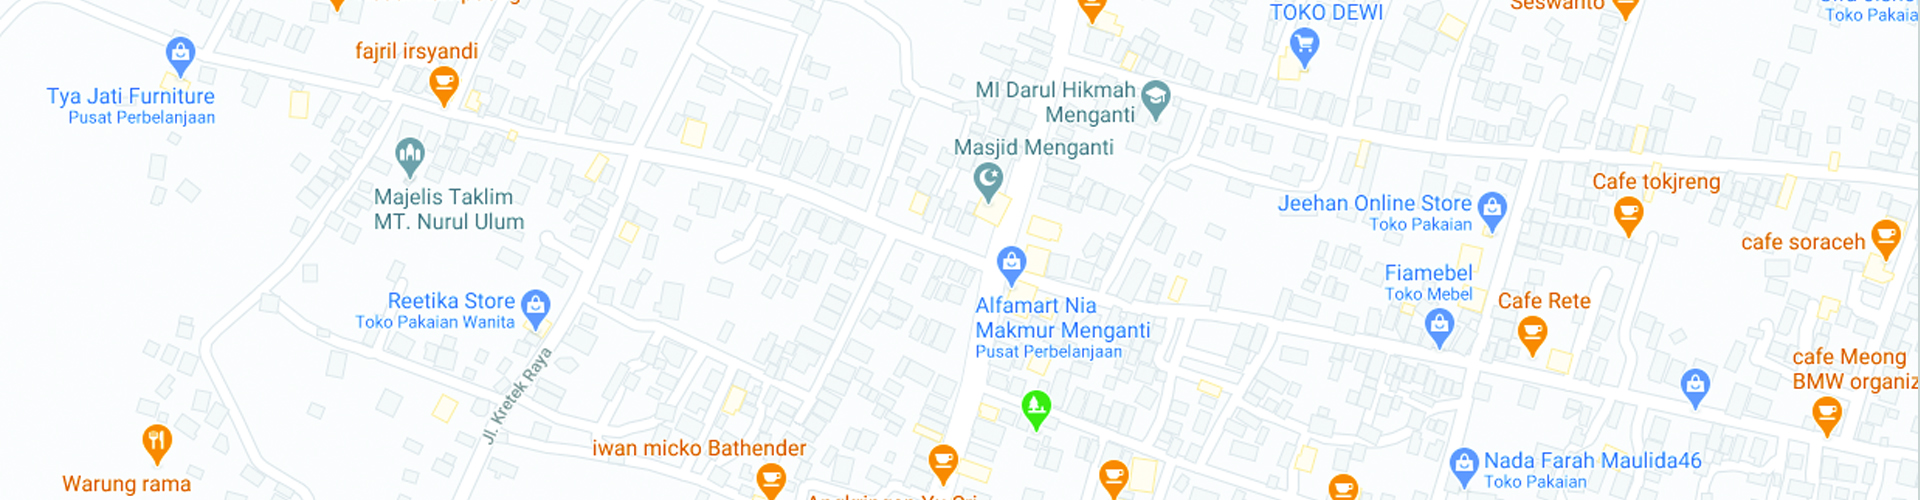 Seswanto
TOKO DEWI
Toko Pakaia
fajril irsyandi
Tya Jati Furniture
Pusat Perbelanjaan
MI Darul Hikmah
Menganti
Masjid Menganti
Majelis Taklim
MT. Nurul Ulum
Cafe tokjreng
Jeehan Online Store
Toko Pakaian
cafe soraceh
Fiamebel
Toko Mebel
Reetika Store
Toko Pakaian Wanita
Alfamart Nia
Makmur Menganti
Pusat Perbelanjaan
Cafe Rete
cafe Meong
BMW organiz
Jl. Kretek Raya
iwan micko Bathender
Warung rama
Nada Farah Maulida46
Toko Pakaian